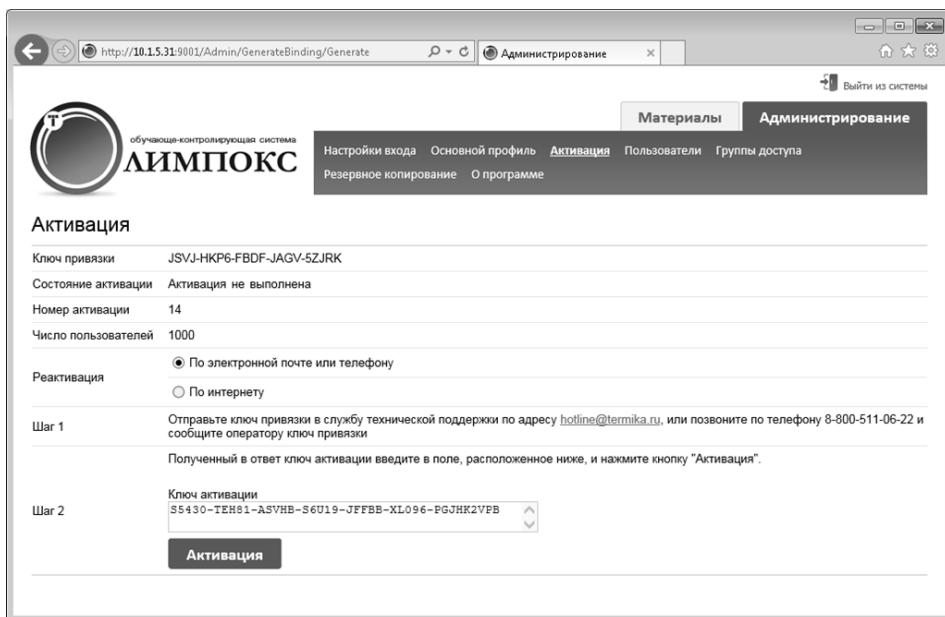 http://10.1.5.31:9001/Admin/GenerateBinding/Generate
Администрирование
Выйти из системы
Материалы
Администрирование
Т
обучающе-контролирующая система
ЛИМПОКС
Настройки входа Основной профиль Активация Пользователи Группы доступа
Резервное копирование О программе
Активация
Ключ привязки JSVJ-HKP6-FBDF-JAGV-5ZJRK
Состояние активации Активация не выполнена
Номер активации 14
Число пользователей 1000
Реактивация
По электронной почте или телефону
По интернету
Шаг 1
Отправьте ключ привязки в службу технической поддержки по адресу hotline@termika.ru, или позвоните по телефону 8-800-511-06-22 и
сообщите оператору ключ привязки
Шаг 2
Полученный в ответ ключ активации введите в поле, расположенное ниже, и нажмите кнопку "Активация".
Ключ активации
S5430-TEH81-ASVHB-S6U19-JFFBB-XL096-PGJHK2VPB
Активация